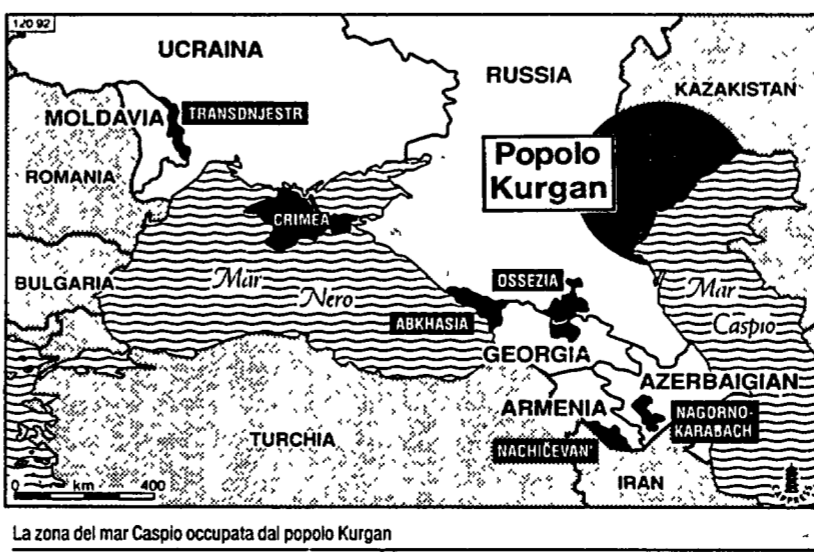 120 92
UCRAINA
RUSSIA
KAZAKISTAN
MOLDAVIA
TRANSDNJESTR
Popolo
Kurgan
ROMANIA
CRIMEA
BULGARIA
Mar
Nero
OSSEZIA
Mar
Caspio
ABKHASIA
GEORGIA
AZERBAIGIAN
ARMENIA
NAGORNO-
KARABACH
TURCHIA
NACHIČEVAN'
IRAN
0 km 400
La zona del mar Caspio occupata dal popolo Kurgan